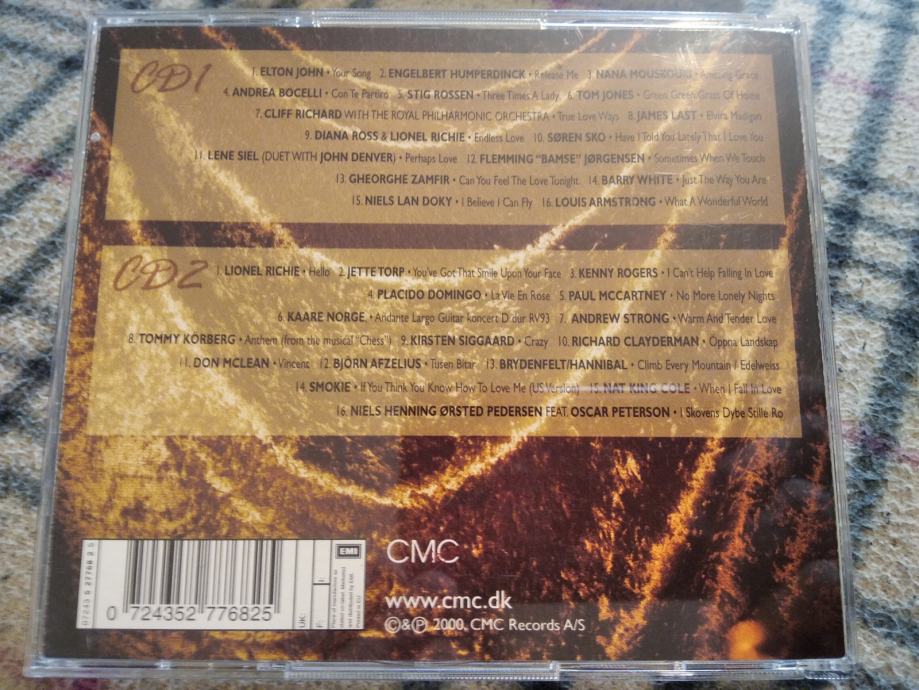 CD1
1. ELTON JOHN • Your Song 2. ENGELBERT HUMPERDINCK • Release Me 3. NANA MOUSKOURI • Amazing Grace
4. ANDREA BOCELLI • Con Te Partiro 5. STIG ROSSEN • Three Times A Lady 6. TOM JONES • Green Green Grass Of Home
7. CLIFF RICHARD WITH THE ROYAL PHILHARMONIC ORCHESTRA • True Love Ways 8. JAMES LAST • Elvira Madigan
9. DIANA ROSS & LIONEL RICHIE • Endless Love 10. SØREN SKO • Have I Told You Lately That I Love You
11. LENE SIEL (DUET WITH JOHN DENVER) • Perhaps Love 12. FLEMMING "BAMSE" JØRGENSEN • Sometimes When We Touch
13. GHEORGHE ZAMFIR • Can You Feel The Love Tonight 14. BARRY WHITE • Just The Way You Are
15. NIELS LAN DOKY • I Believe I Can Fly 16. LOUIS ARMSTRONG • What A Wonderful World
CD2
1. LIONEL RICHIE • Hello 2. JETTE TORP • You've Got That Smile Upon Your Face 3. KENNY ROGERS • I Can't Help Falling In Love
4. PLACIDO DOMINGO • La Vie En Rose 5. PAUL MCCARTNEY • No More Lonely Nights
6. KAARE NORGE • Andante Largo Guitar koncert D dur RV93 7. ANDREW STRONG • Warm And Tender Love
8. TOMMY KÖRBERG • Anthem (from the musical "Chess") 9. KIRSTEN SIGGAARD • Crazy 10. RICHARD CLAYDERMAN • Öppna Landskap
11. DON MCLEAN • Vincent 12. BJÖRN AFZELIUS • Tusen Bitar 13. BRYDENFELT/HANNIBAL • Climb Every Mountain / Edelweiss
14. SMOKIE • If You Think You Know How To Love Me (US Version) 15. NAT KING COLE • When I Fall In Love
16. NIELS HENNING ØRSTED PEDERSEN FEAT. OSCAR PETERSON • I Skovens Dybe Stille Ro
07243 5 27768 2 5
0 724352 776825
UK:
F:
EMI
CMC
www.cmc.dk
©&℗ 2000 CMC Records A/S